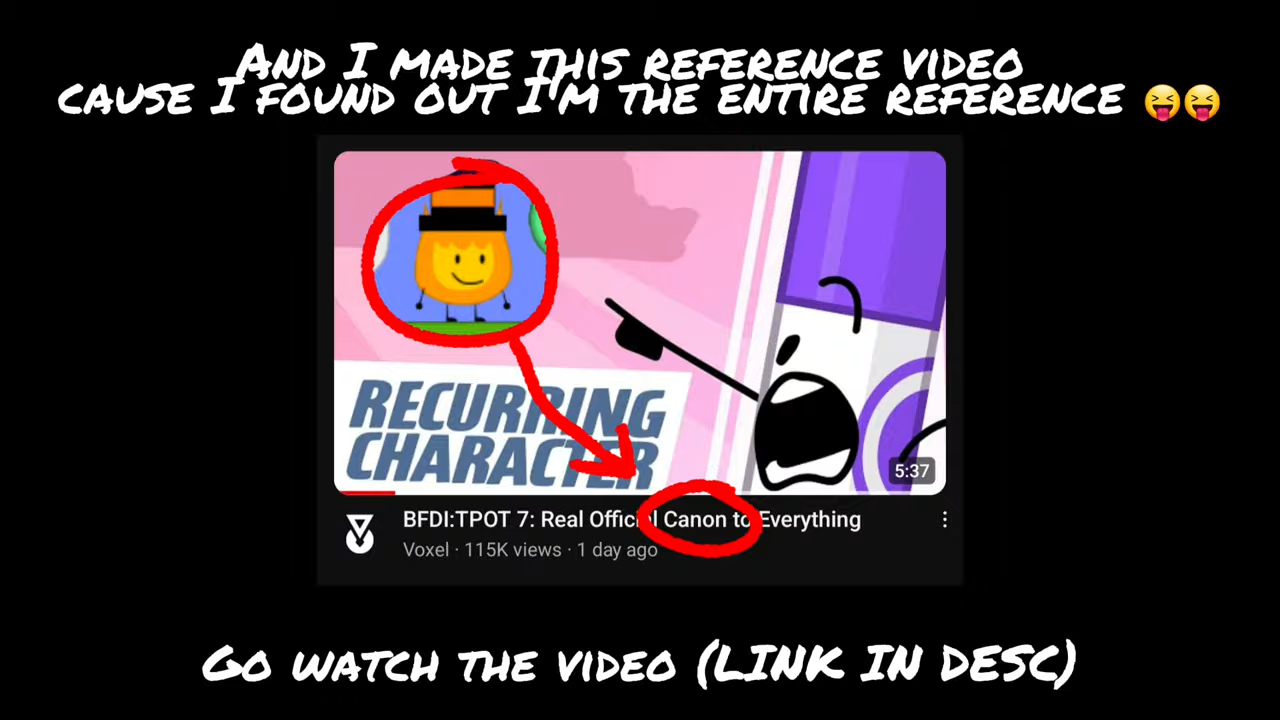 And I made this reference video
cause I found out I'm the entire reference 😝😝
RECURRING
CHARACTER
5:37
BFDI:TPOT 7: Real Official Canon to Everything
Voxel · 115K views · 1 day ago
Go watch the video (LINK IN DESC)